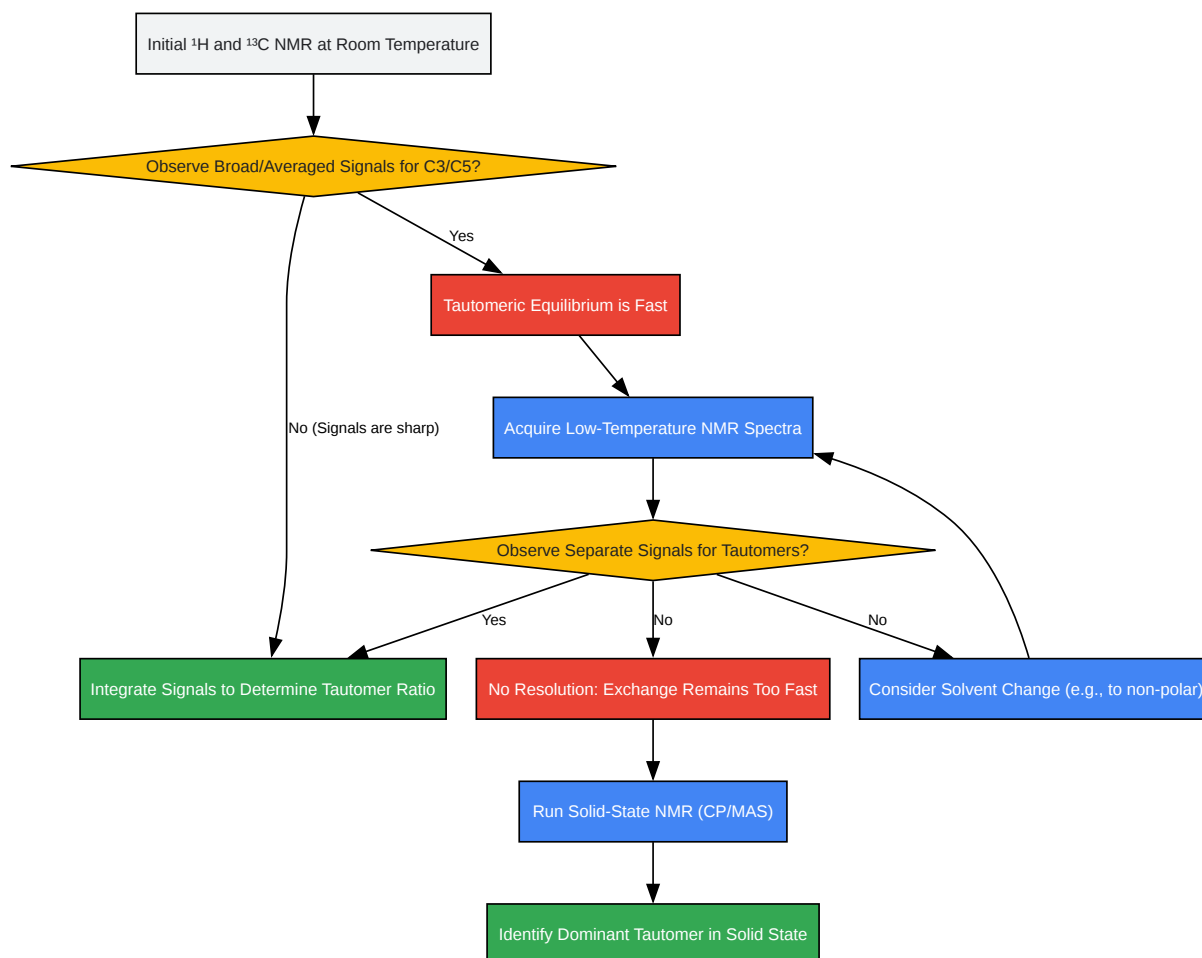 Initial ¹H and ¹³C NMR at Room Temperature
Observe Broad/Averaged Signals for C3/C5?
Yes
Tautomeric Equilibrium is Fast
No (Signals are sharp)
Acquire Low-Temperature NMR Spectra
Observe Separate Signals for Tautomers?
Yes
No
No
Integrate Signals to Determine Tautomer Ratio
No Resolution: Exchange Remains Too Fast
Consider Solvent Change (e.g., to non-polar)
Run Solid-State NMR (CP/MAS)
Identify Dominant Tautomer in Solid State